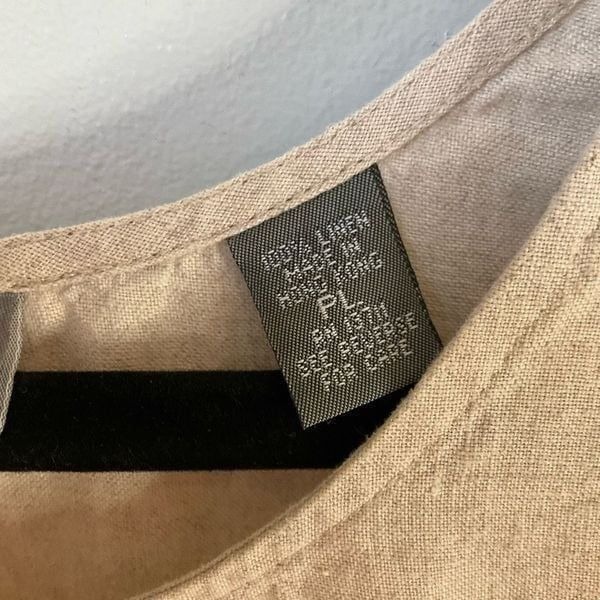 100% LINEN
MADE IN
HONG KONG
PL
RN 13711
SEE REVERSE
FOR CARE